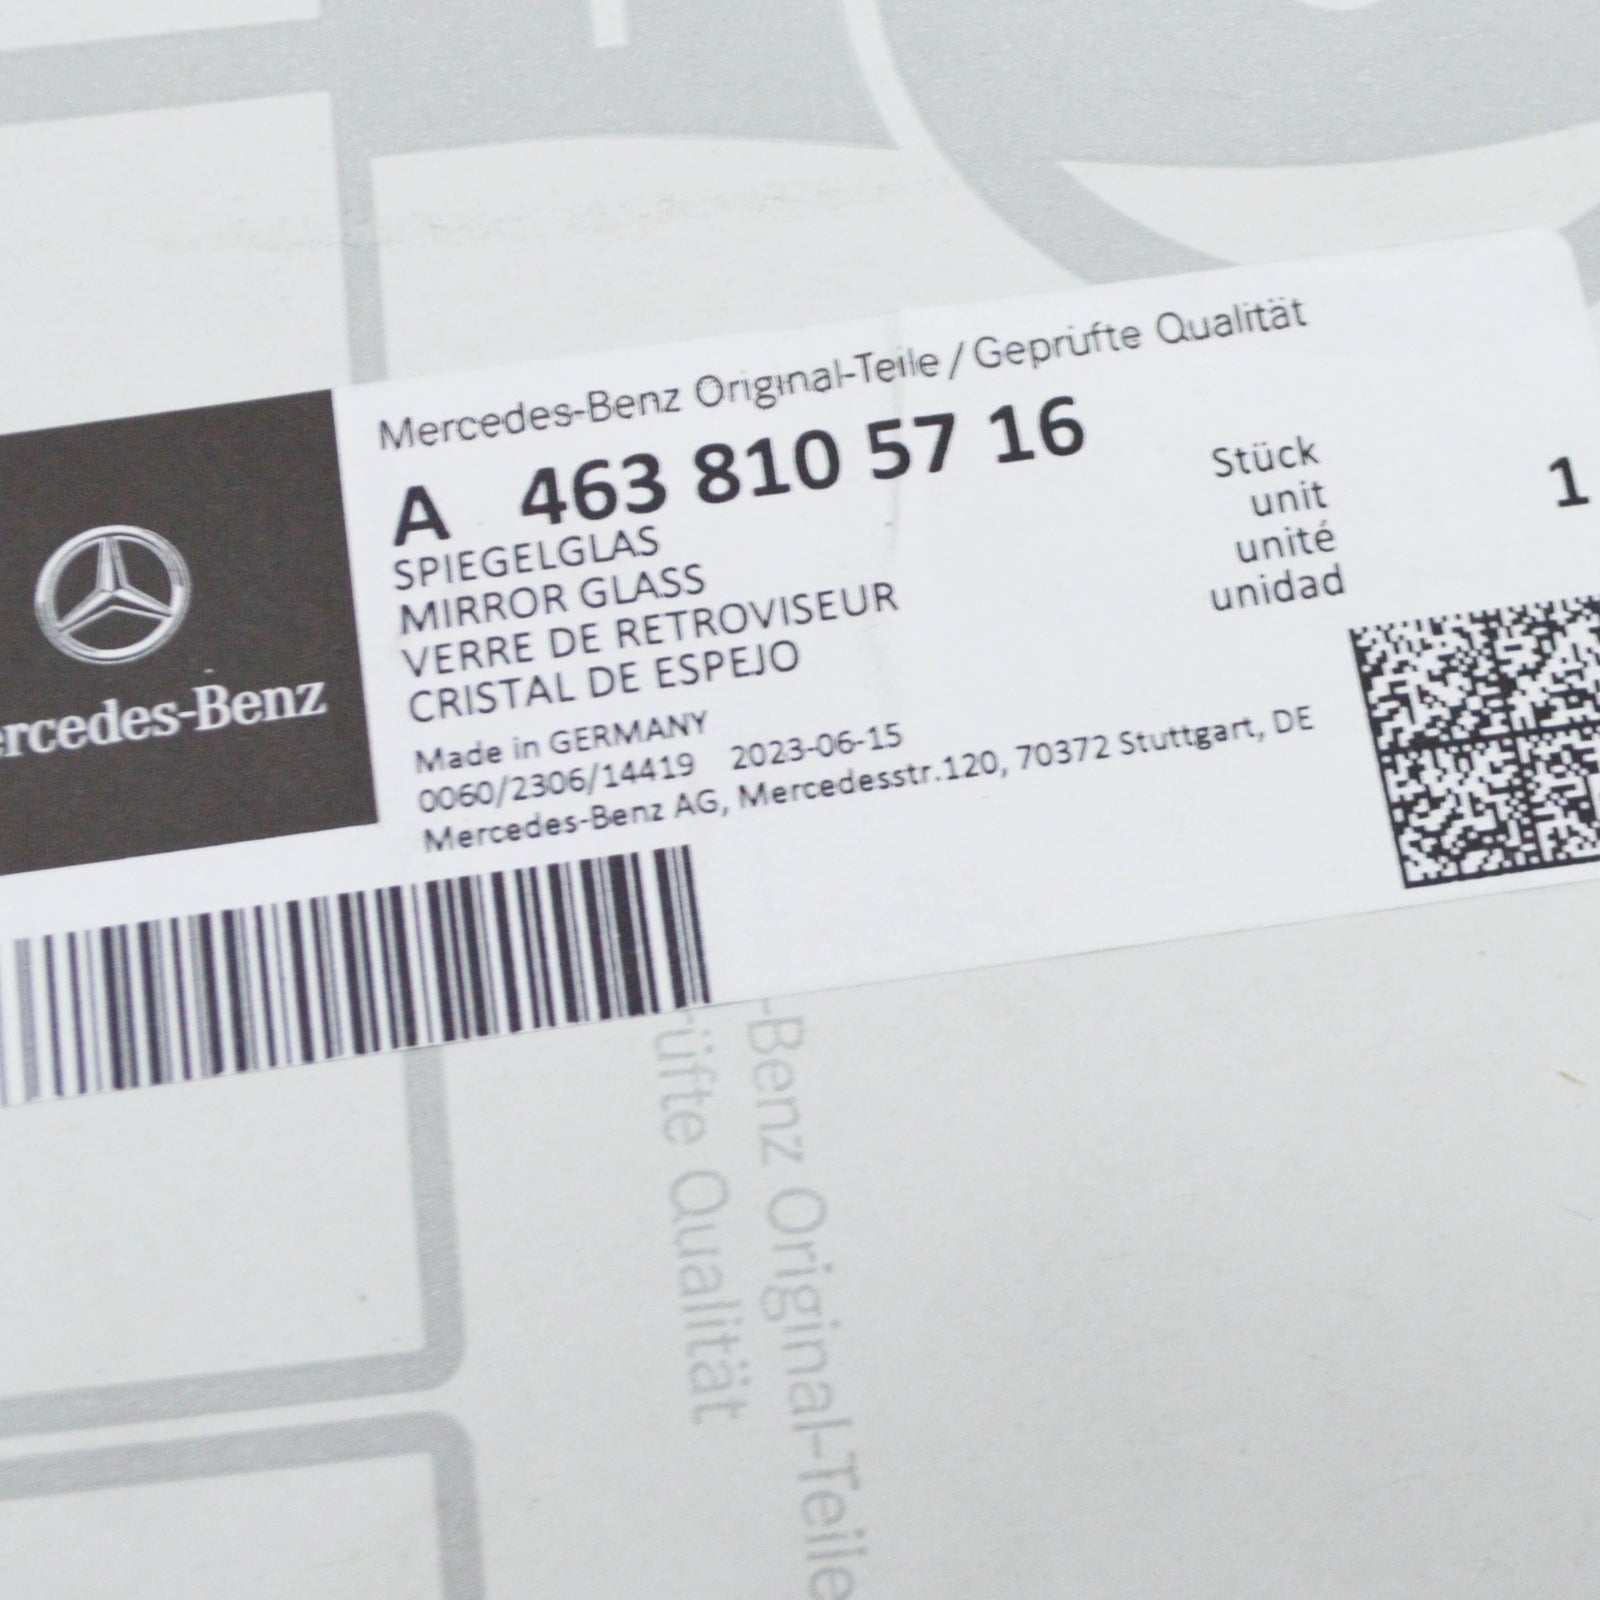 Mercedes-Benz Original-Teile / Geprüfte Qualität
A 463 810 57 16
SPIEGELGLAS
MIRROR GLASS
VERRE DE RETROVISEUR
CRISTAL DE ESPEJO
Stück
unit
unité
unidad
1
Made in GERMANY
0060/2306/14419 2023-06-15
Mercedes-Benz AG, Mercedesstr.120, 70372 Stuttgart, DE
ercedes-Benz
-Benz Original-Teile
rüfte Qualität